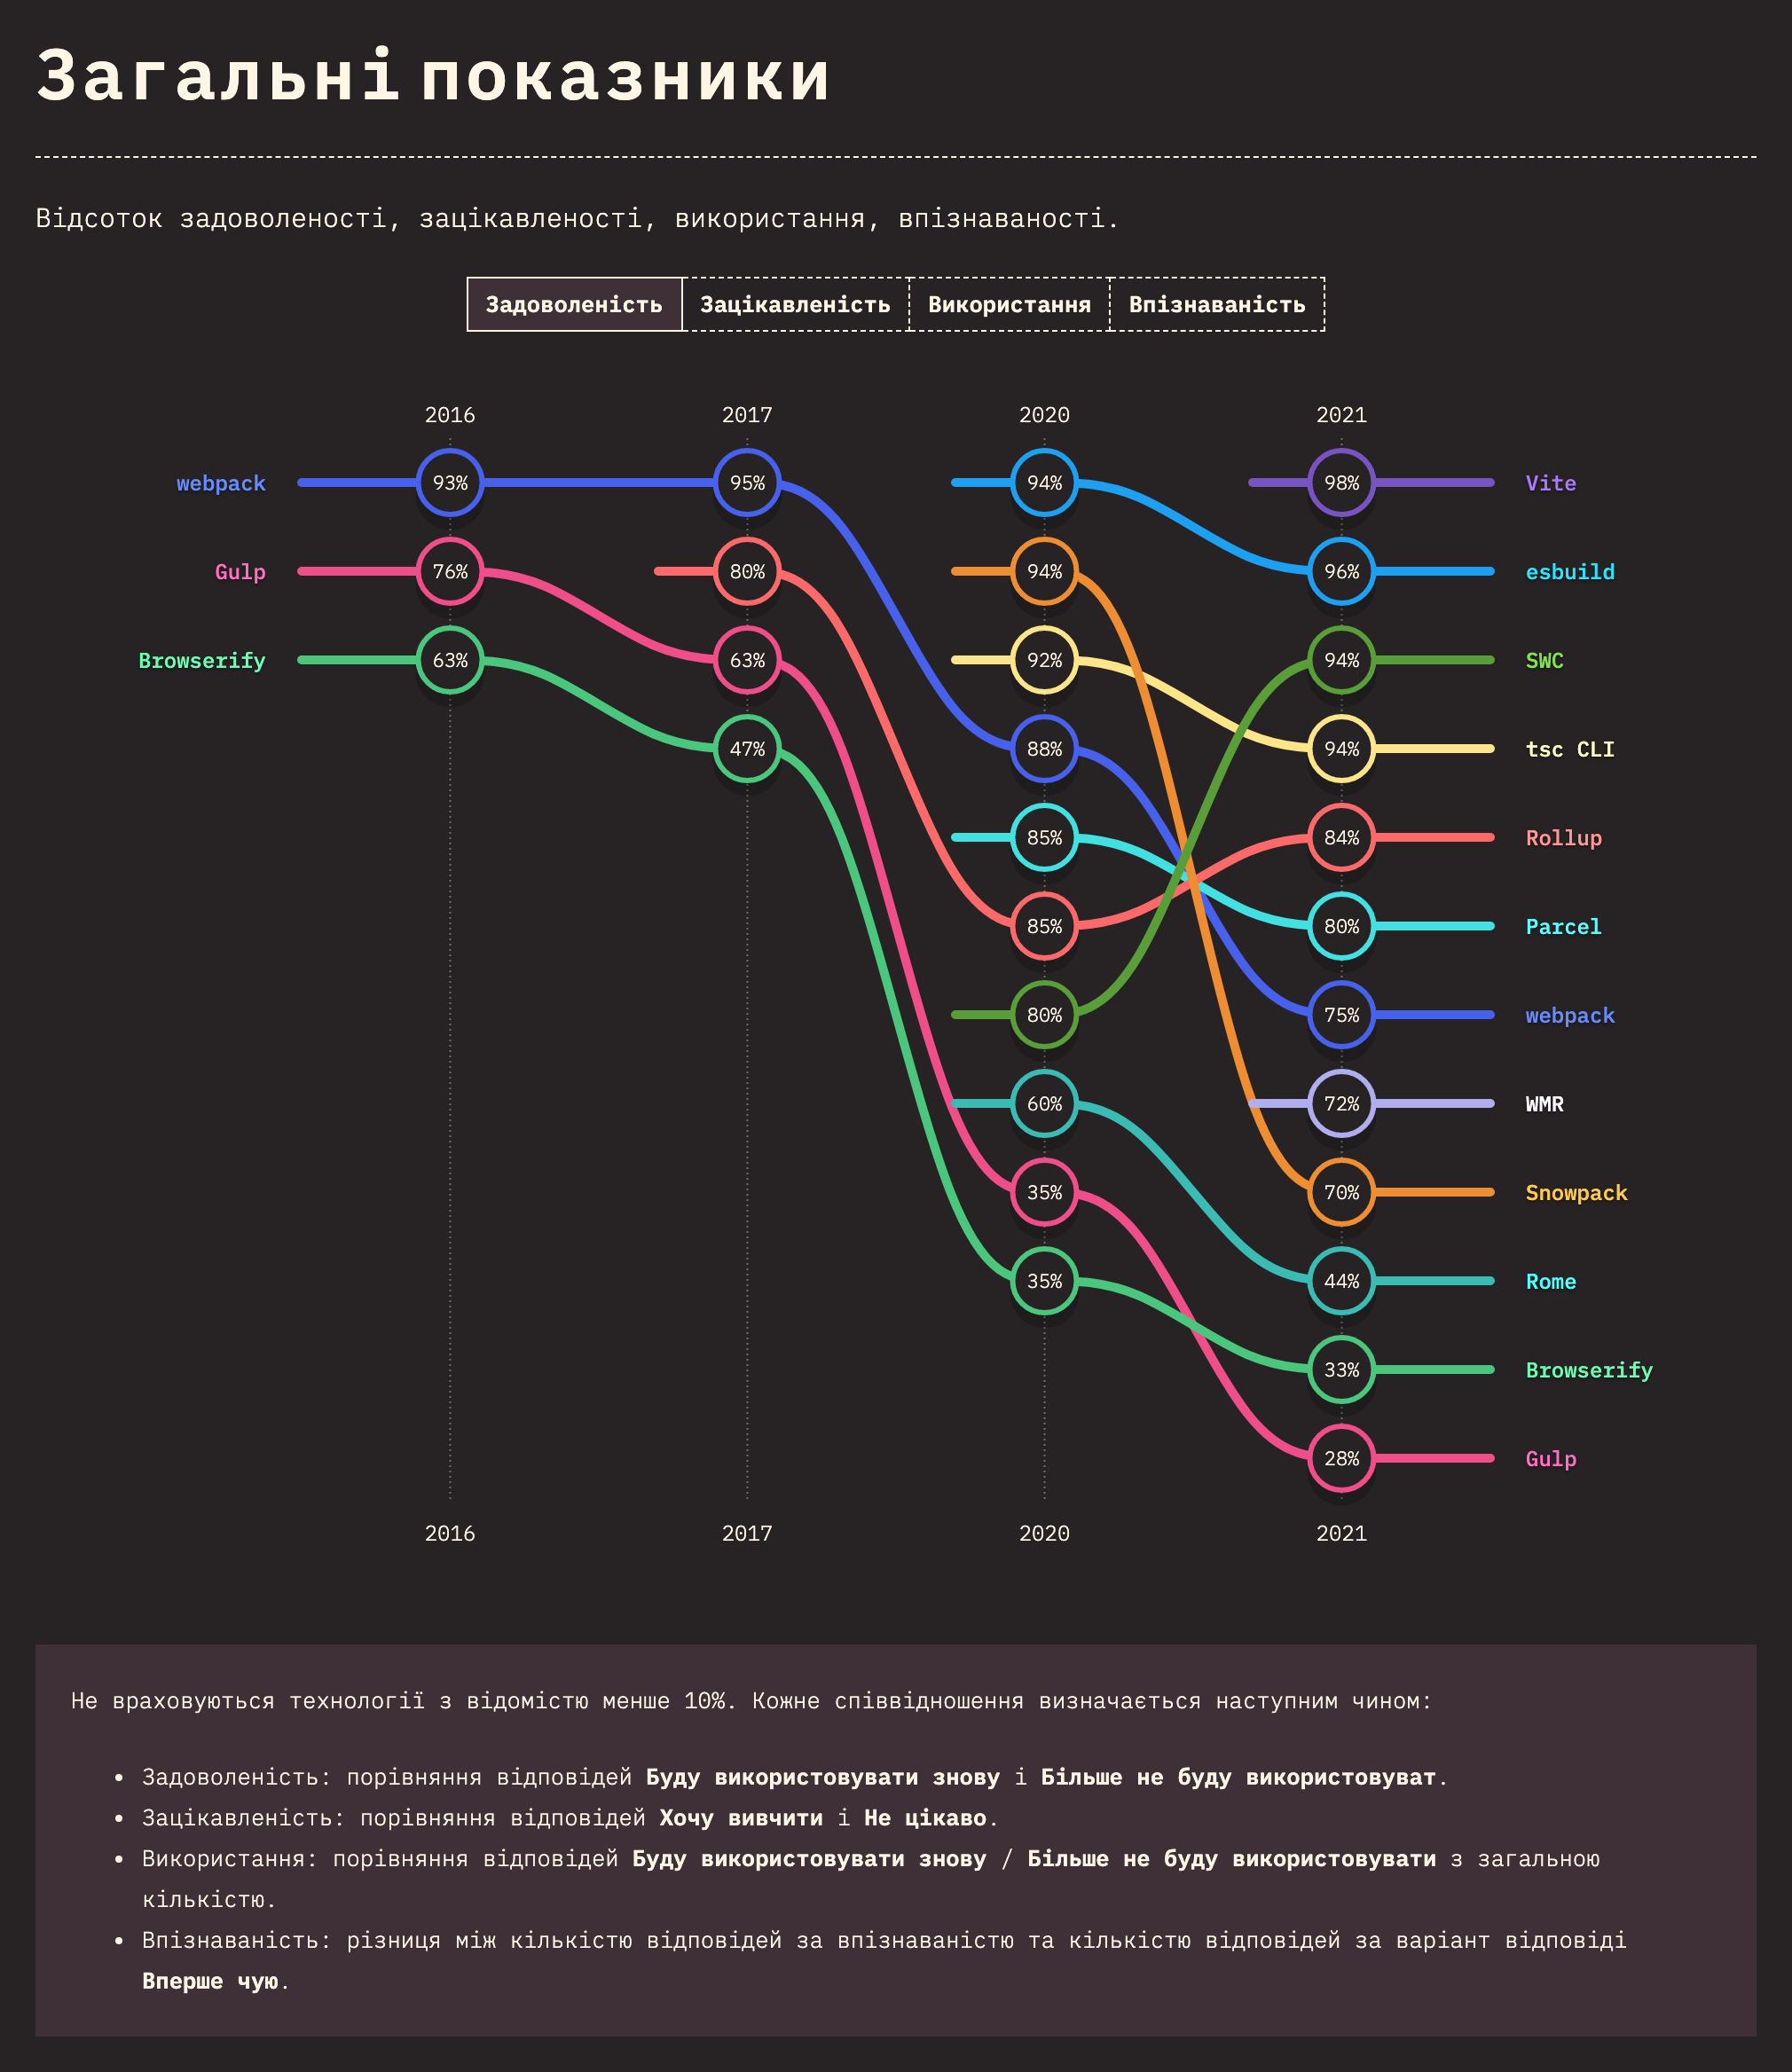 Загальні показники
Відсоток задоволеності, зацікавленості, використання, впізнаваності.
Задоволеність Зацікавленість Використання Впізнаваність
2016 2017 2020 2021
webpack 93% 95% 94% 98% Vite
Gulp 76% 80% 94% 96% esbuild
Browserify 63% 63% 92% 94% SWC
47% 88% 94% tsc CLI
85% 84% Rollup
85% 80% Parcel
80% 75% webpack
60% 72% WMR
35% 70% Snowpack
35% 44% Rome
33% Browserify
28% Gulp
2016 2017 2020 2021
Не враховуються технології з відомістю менше 10%. Кожне співвідношення визначається наступним чином:
• Задоволеність: порівняння відповідей Буду використовувати знову і Більше не буду використовуват.
• Зацікавленість: порівняння відповідей Хочу вивчити і Не цікаво.
• Використання: порівняння відповідей Буду використовувати знову / Більше не буду використовувати з загальною
кількістю.
• Впізнаваність: різниця між кількістю відповідей за впізнаваністю та кількістю відповідей за варіант відповіді
Вперше чую.